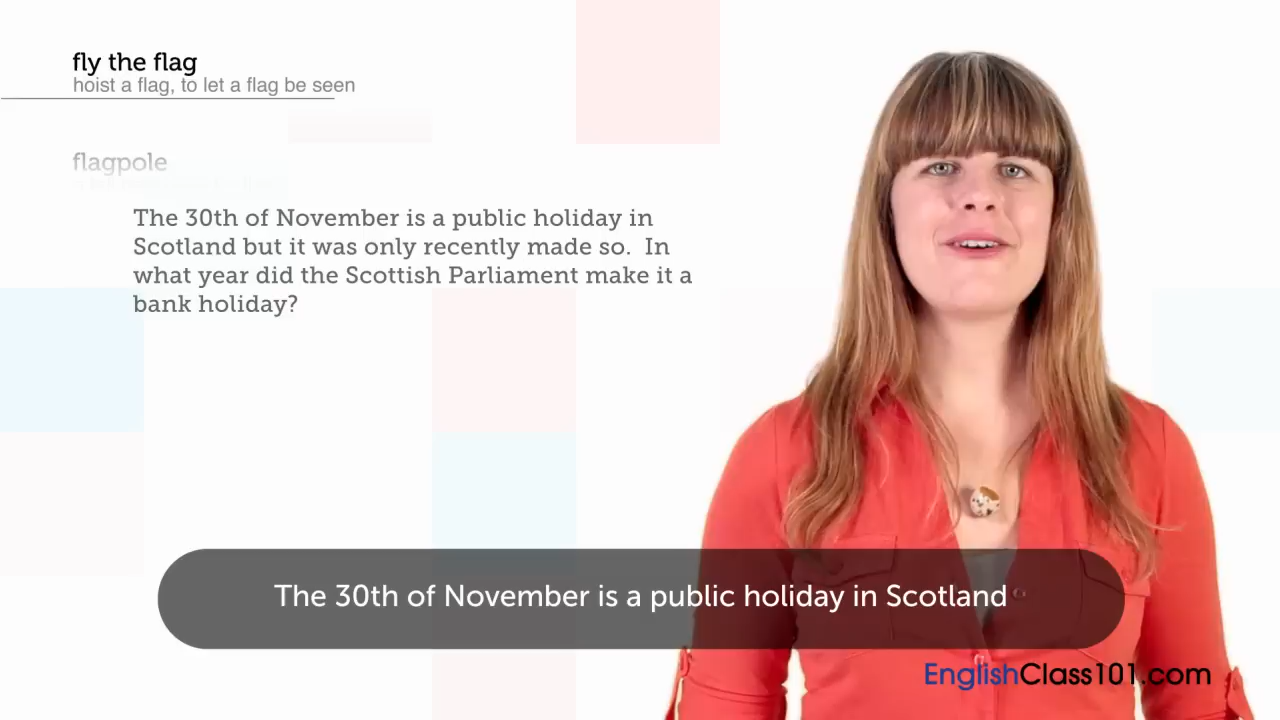 fly the flag
hoist a flag, to let a flag be seen
flagpole
The 30th of November is a public holiday in
Scotland but it was only recently made so.  In
what year did the Scottish Parliament make it a
bank holiday?
The 30th of November is a public holiday in Scotland
EnglishClass101.com